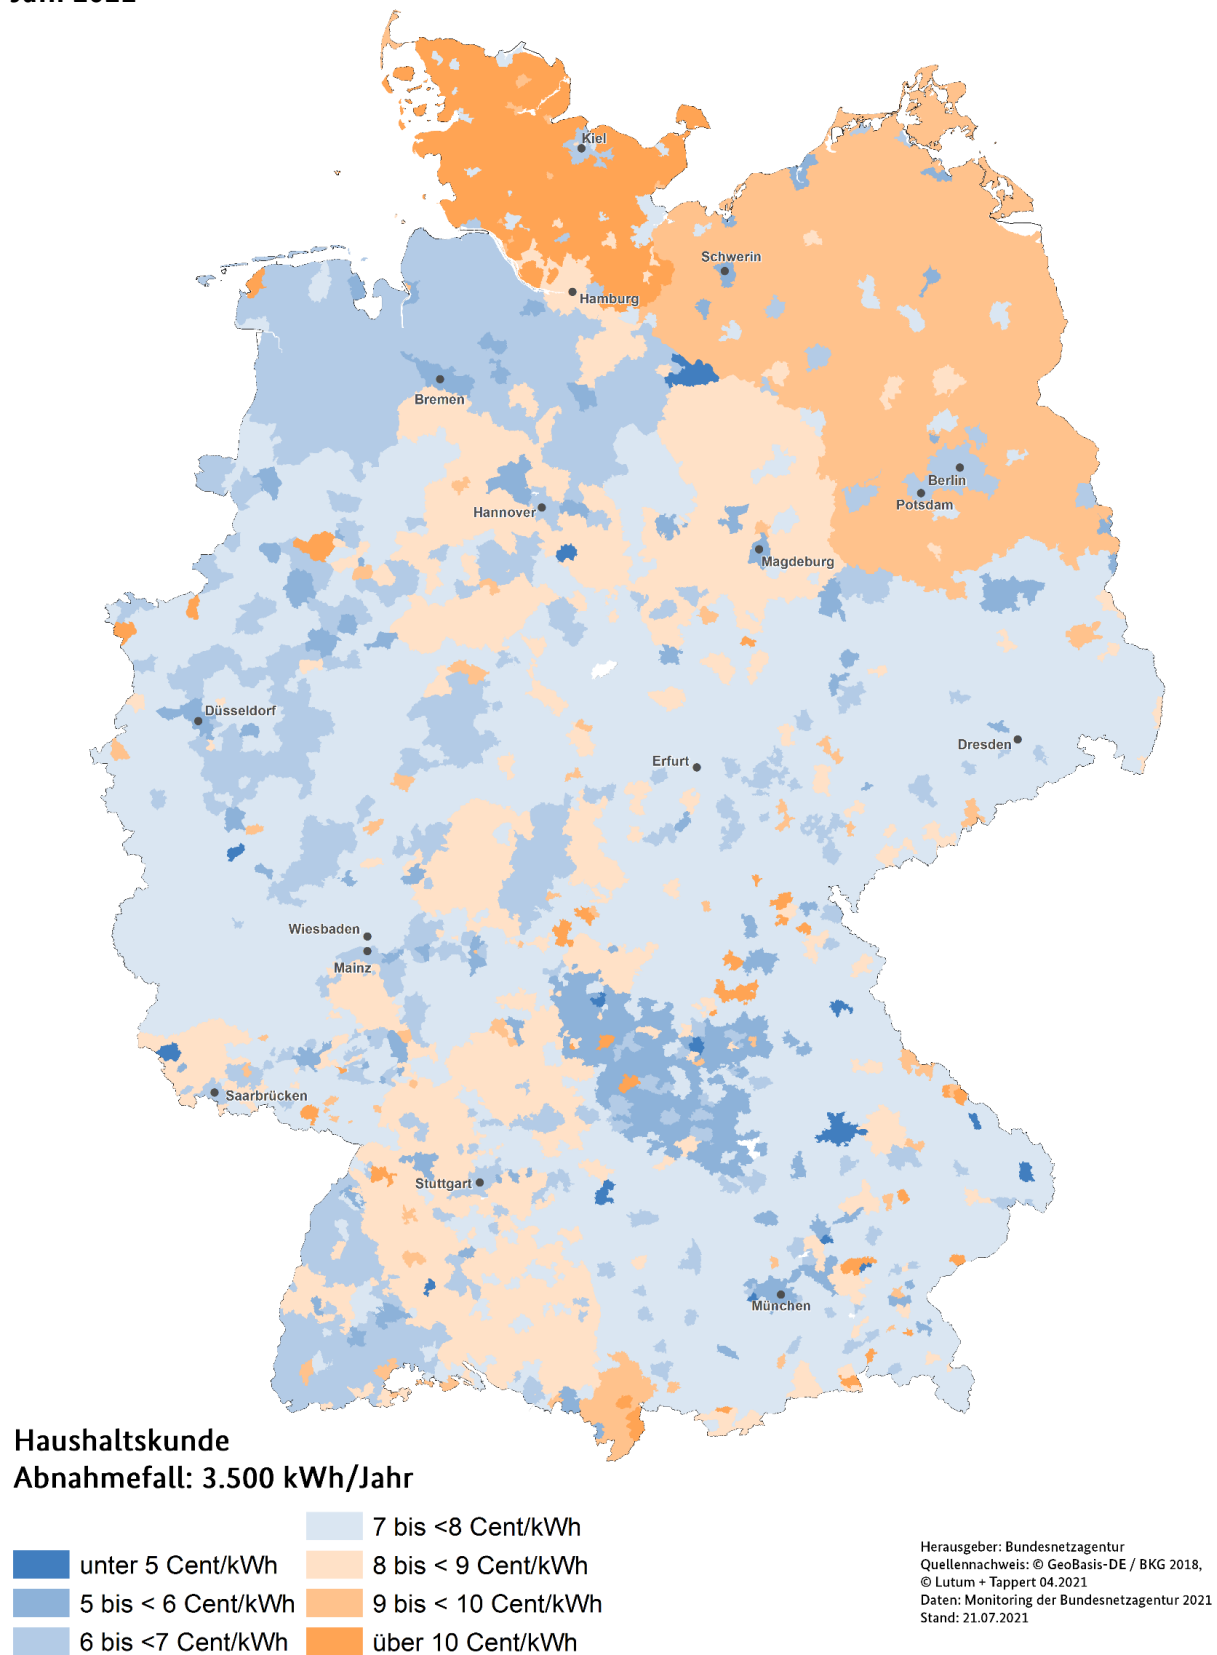 Kiel
Schwerin
Hamburg
Bremen
Berlin
Potsdam
Hannover
Magdeburg
Düsseldorf
Dresden
Erfurt
Wiesbaden
Mainz
Saarbrücken
Stuttgart
München
Haushaltskunde
Abnahmefall: 3.500 kWh/Jahr
7 bis <8 Cent/kWh
unter 5 Cent/kWh
8 bis < 9 Cent/kWh
5 bis < 6 Cent/kWh
9 bis < 10 Cent/kWh
6 bis <7 Cent/kWh
über 10 Cent/kWh
Herausgeber: Bundesnetzagentur
Quellennachweis: © GeoBasis-DE / BKG 2018,
© Lutum + Tappert 04.2021
Daten: Monitoring der Bundesnetzagentur 2021
Stand: 21.07.2021